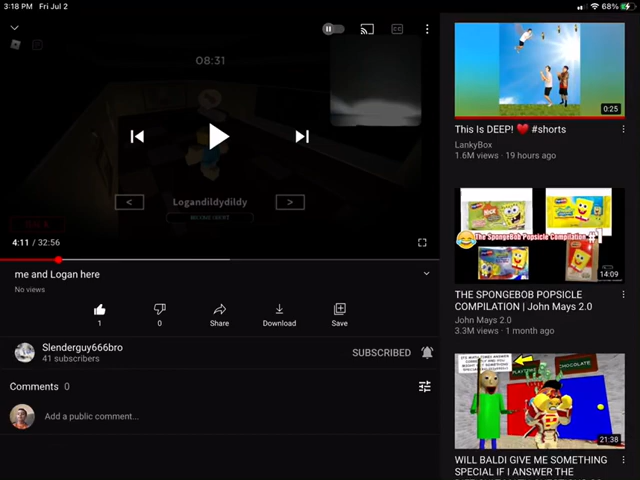 3:18 PM Fri Jul 2
68%
CC
08:31
< Logandildydildy >
4:11 / 32:56
me and Logan here
No views
1
0
Share
Download
Save
Slenderguy666bro
41 subscribers
SUBSCRIBED
Comments 0
Add a public comment...
0:25
This Is DEEP! ❤️ #shorts
LankyBox
1.6M views · 19 hours ago
The SpongeBob Popsicle Compilation
14:09
THE SPONGEBOB POPSICLE
COMPILATION | John Mays 2.0
John Mays 2.0
3.3M views · 1 month ago
CHOCOLATE
21:38
WILL BALDI GIVE ME SOMETHING
SPECIAL IF I ANSWER THE